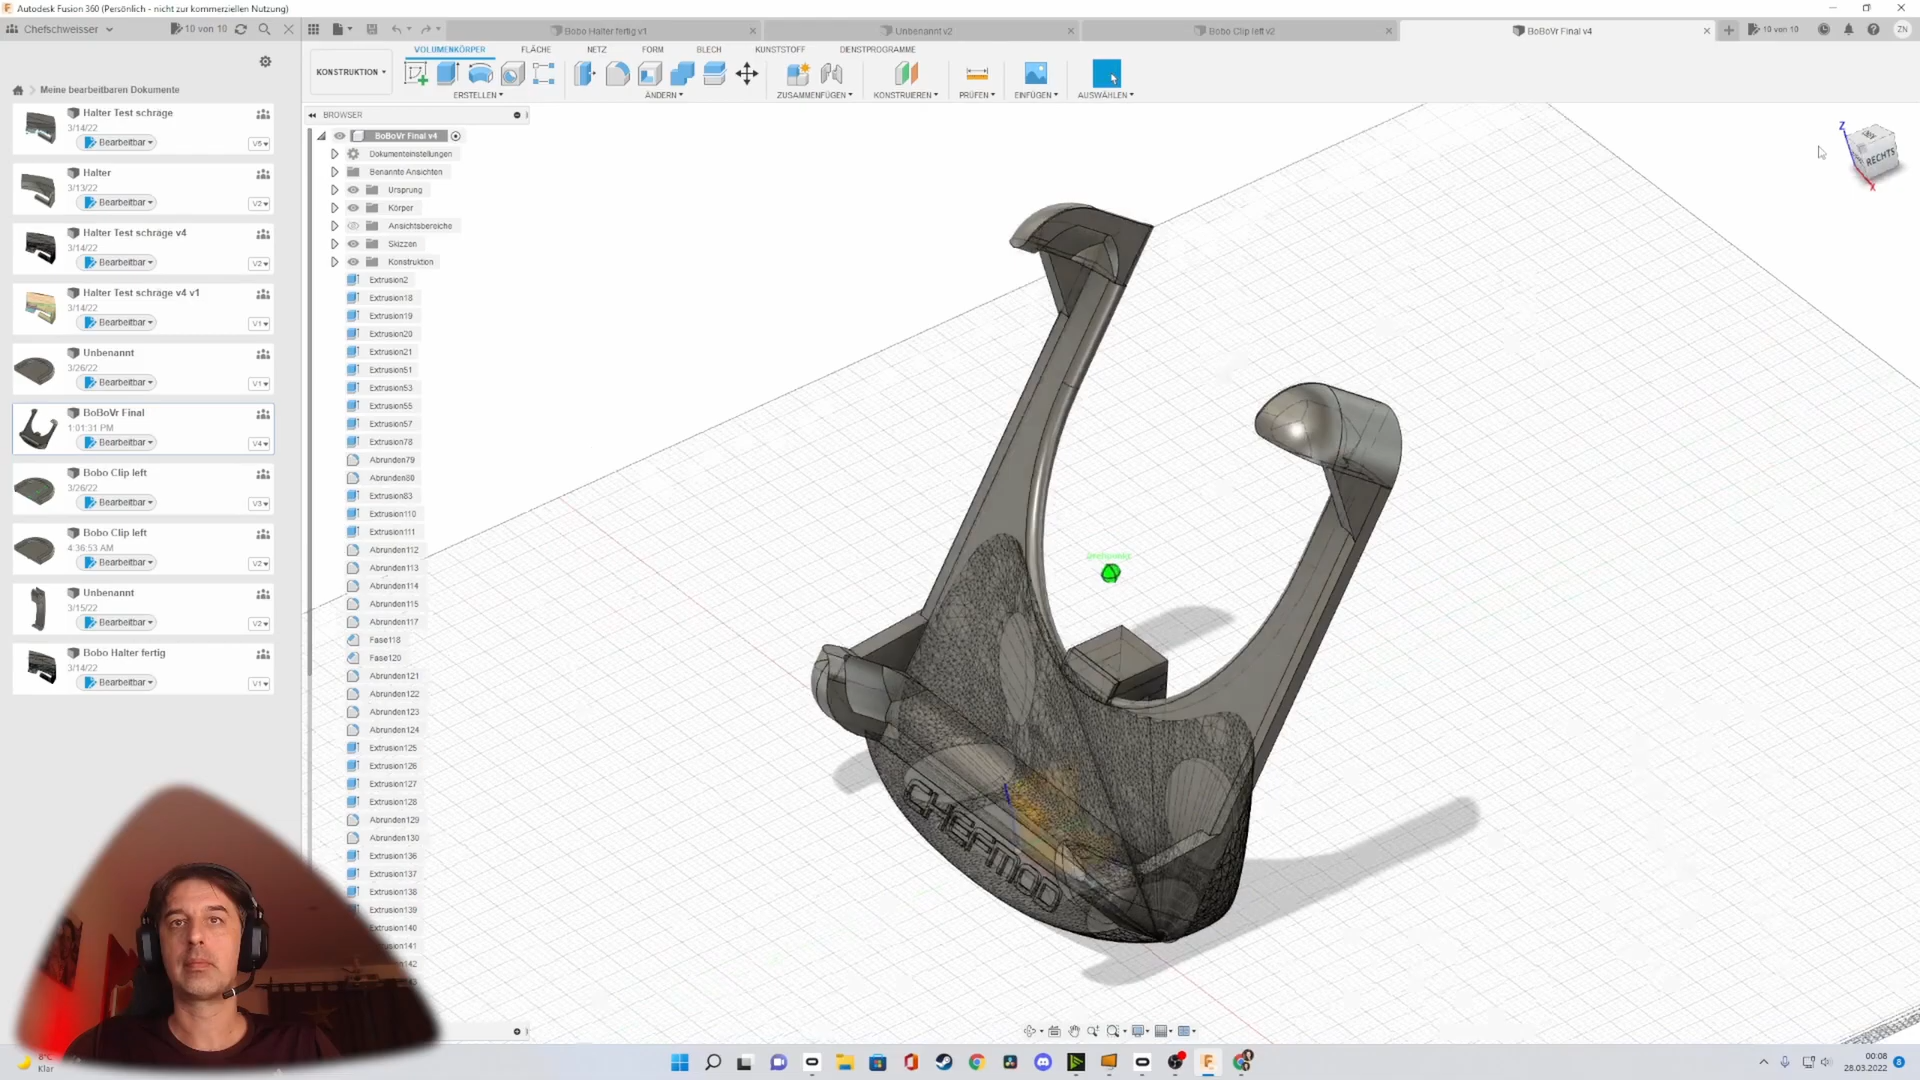 Autodesk Fusion 360 (Persönlich - nicht zur kommerziellen Nutzung)
Chefschweisser
10 von 10
Bobo Halter fertig v1
Unbenannt v2
Bobo Clip left v2
BoBoVr Final v4
10 von 10
ZN
KONSTRUKTION
VOLUMENKÖRPER
FLÄCHE
NETZ
FORM
BLECH
KUNSTSTOFF
DIENSTPROGRAMME
ERSTELLEN
ÄNDERN
ZUSAMMENFÜGEN
KONSTRUIEREN
PRÜFEN
EINFÜGEN
AUSWÄHLEN
Meine bearbeitbaren Dokumente
Halter Test schräge
3/14/22
Bearbeitbar
V5
Halter
3/13/22
Bearbeitbar
V2
Halter Test schräge v4
3/14/22
Bearbeitbar
V2
Halter Test schräge v4 v1
3/14/22
Bearbeitbar
V1
Unbenannt
3/26/22
Bearbeitbar
V1
BoBoVr Final
1:01:31 PM
Bearbeitbar
V4
Bobo Clip left
3/26/22
Bearbeitbar
V3
Bobo Clip left
4:36:53 AM
Bearbeitbar
V2
Unbenannt
3/15/22
Bearbeitbar
V2
Bobo Halter fertig
3/14/22
Bearbeitbar
V1
BROWSER
BoBoVr Final v4
Dokumenteinstellungen
Benannte Ansichten
Ursprung
Körper
Ansichtsbereiche
Skizzen
Konstruktion
Extrusion2
Extrusion18
Extrusion19
Extrusion20
Extrusion21
Extrusion51
Extrusion53
Extrusion55
Extrusion57
Extrusion78
Abrunden79
Abrunden80
Extrusion83
Extrusion110
Extrusion111
Abrunden112
Abrunden113
Abrunden114
Abrunden115
Abrunden117
Fase118
Fase120
Abrunden121
Abrunden122
Abrunden123
Abrunden124
Extrusion125
Extrusion126
Extrusion127
Extrusion128
Abrunden129
Abrunden130
Extrusion136
Extrusion137
Extrusion138
Extrusion139
Z
RECHTS
X
CHEFMOD
8°C
Klar
00:08
28.03.2022
8